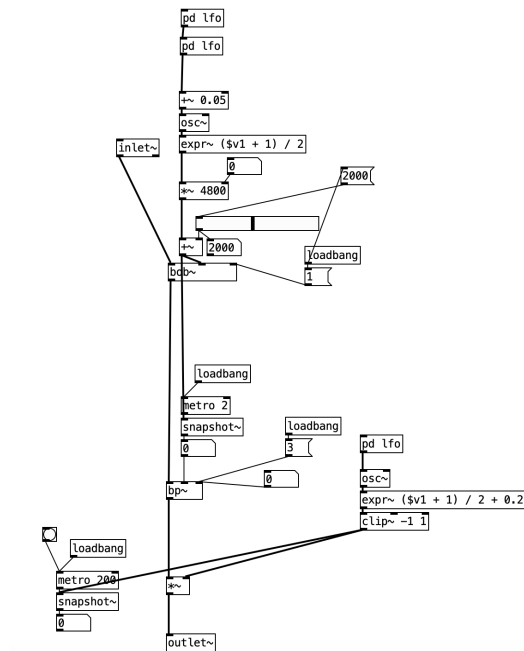 pd lfo
pd lfo
+~ 0.05
osc~
expr~ ($v1 + 1) / 2
inlet~
0
2000
*~ 4800
+~
2000
loadbang
bob~
1
loadbang
metro 2
snapshot~
loadbang
0
3
pd lfo
0
osc~
bp~
expr~ ($v1 + 1) / 2 + 0.2
clip~ -1 1
loadbang
metro 200
*~
snapshot~
0
outlet~